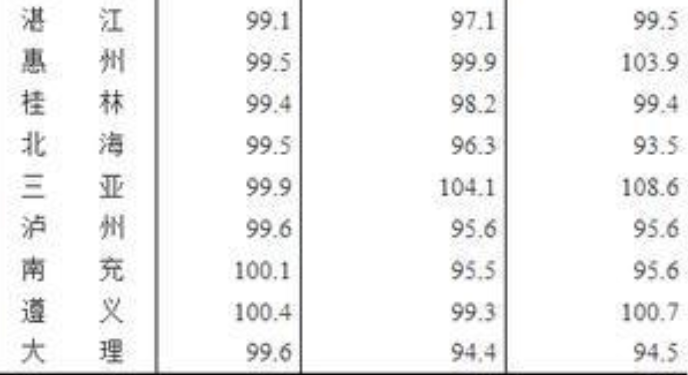 湛 江 99.1 97.1 99.5
惠 州 99.5 99.9 103.9
桂 林 99.4 98.2 99.4
北 海 99.5 96.3 93.5
三 亚 99.9 104.1 108.6
泸 州 99.6 95.6 95.6
南 充 100.1 95.5 95.6
遵 义 100.4 99.3 100.7
大 理 99.6 94.4 94.5